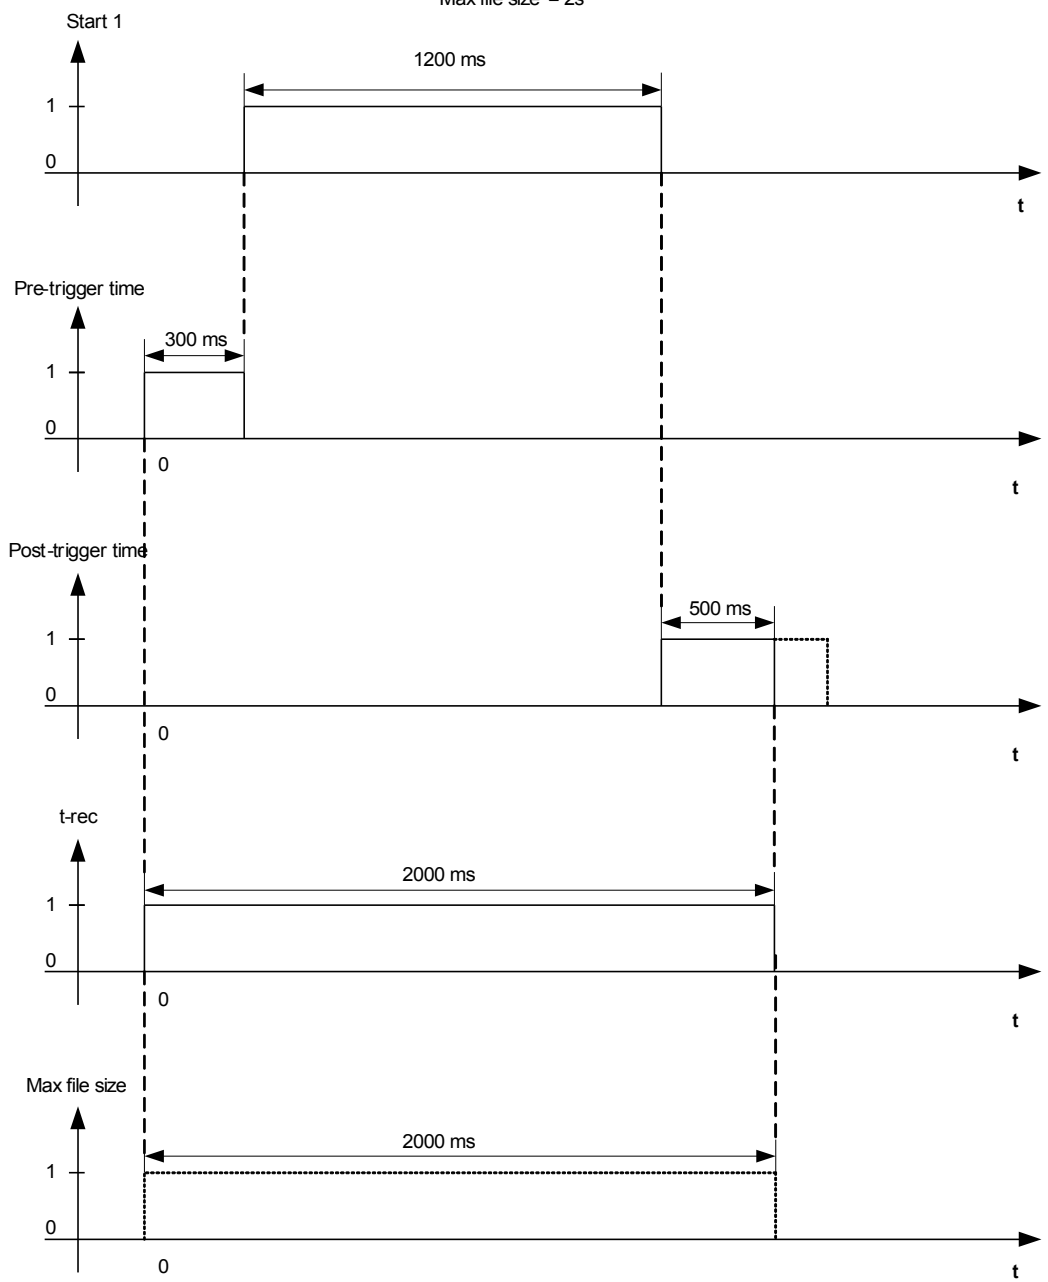 Max file size = 2s
Start 1
1200 ms
1
0
t
Pre-trigger time
300 ms
1
0
0
t
Post-trigger time
500 ms
1
0
0
t
t-rec
2000 ms
1
0
0
t
Max file size
2000 ms
1
0
0
t